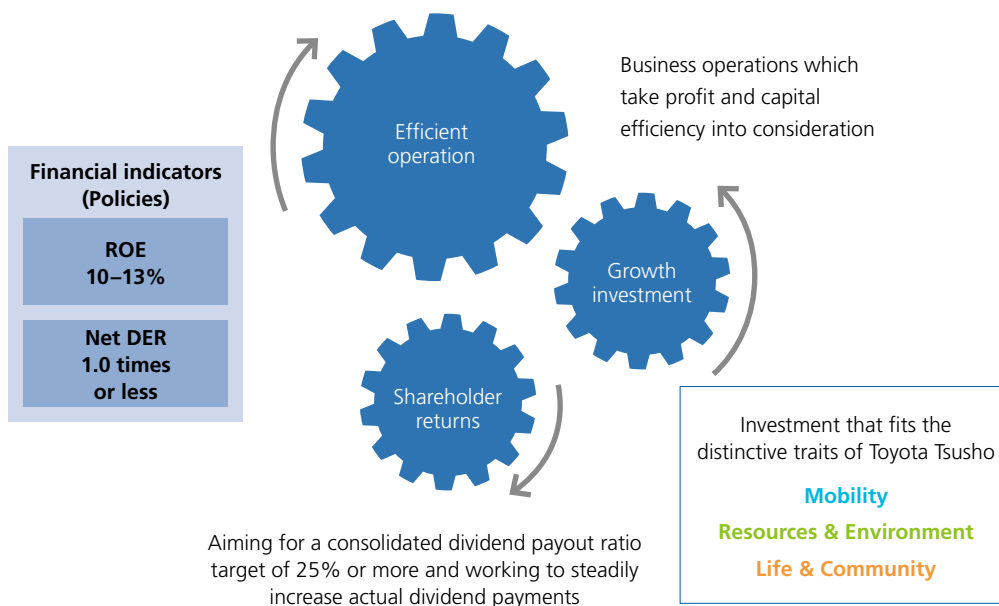 Financial indicators
(Policies)
ROE
10–13%
Net DER
1.0 times
or less
Efficient
operation
Business operations which
take profit and capital
efficiency into consideration
Growth
investment
Shareholder
returns
Investment that fits the
distinctive traits of Toyota Tsusho
Mobility
Resources & Environment
Life & Community
Aiming for a consolidated dividend payout ratio
target of 25% or more and working to steadily
increase actual dividend payments